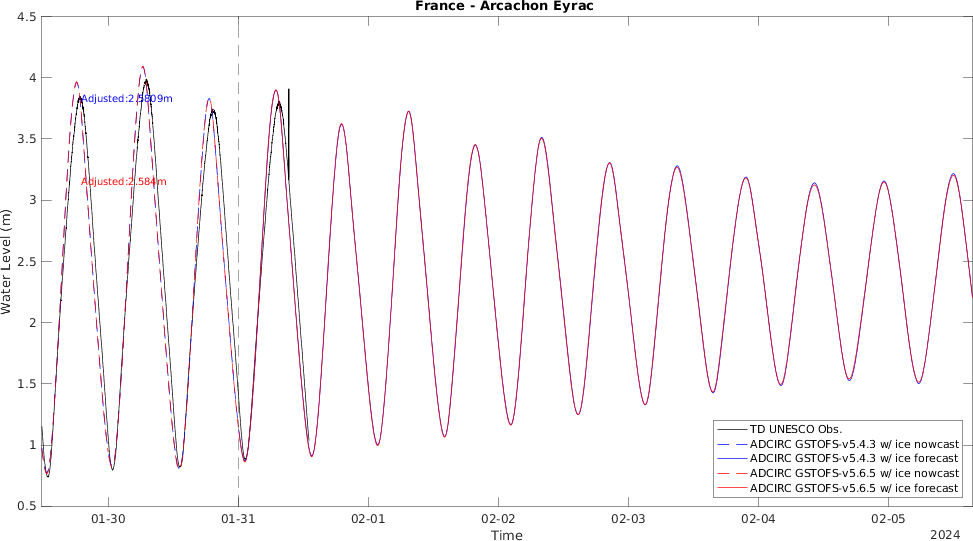 France - Arcachon Eyrac
4.5
4
3.5
3
2.5
2
1.5
1
0.5
Water Level (m)
Adjusted:2.5809m
Adjusted:2.584m
TD UNESCO Obs.
ADCIRC GSTOFS-v5.4.3 w/ ice nowcast
ADCIRC GSTOFS-v5.4.3 w/ ice forecast
ADCIRC GSTOFS-v5.6.5 w/ ice nowcast
ADCIRC GSTOFS-v5.6.5 w/ ice forecast
01-30 01-31 02-01 02-02 02-03 02-04 02-05
Time
2024